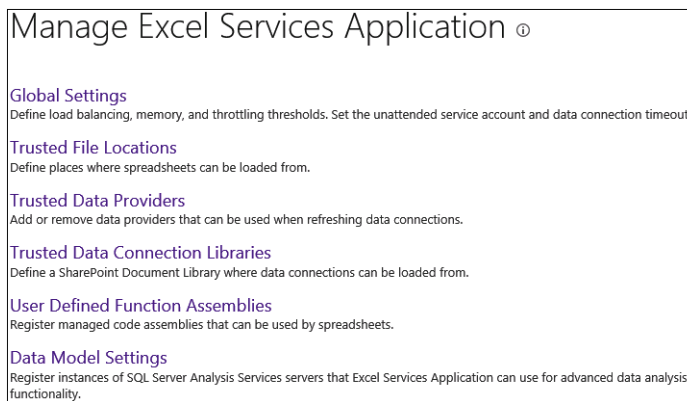 Manage Excel Services Application
Global Settings
Define load balancing, memory, and throttling thresholds. Set the unattended service account and data connection timeout
Trusted File Locations
Define places where spreadsheets can be loaded from.
Trusted Data Providers
Add or remove data providers that can be used when refreshing data connections.
Trusted Data Connection Libraries
Define a SharePoint Document Library where data connections can be loaded from.
User Defined Function Assemblies
Register managed code assemblies that can be used by spreadsheets.
Data Model Settings
Register instances of SQL Server Analysis Services servers that Excel Services Application can use for advanced data analysis
functionality.